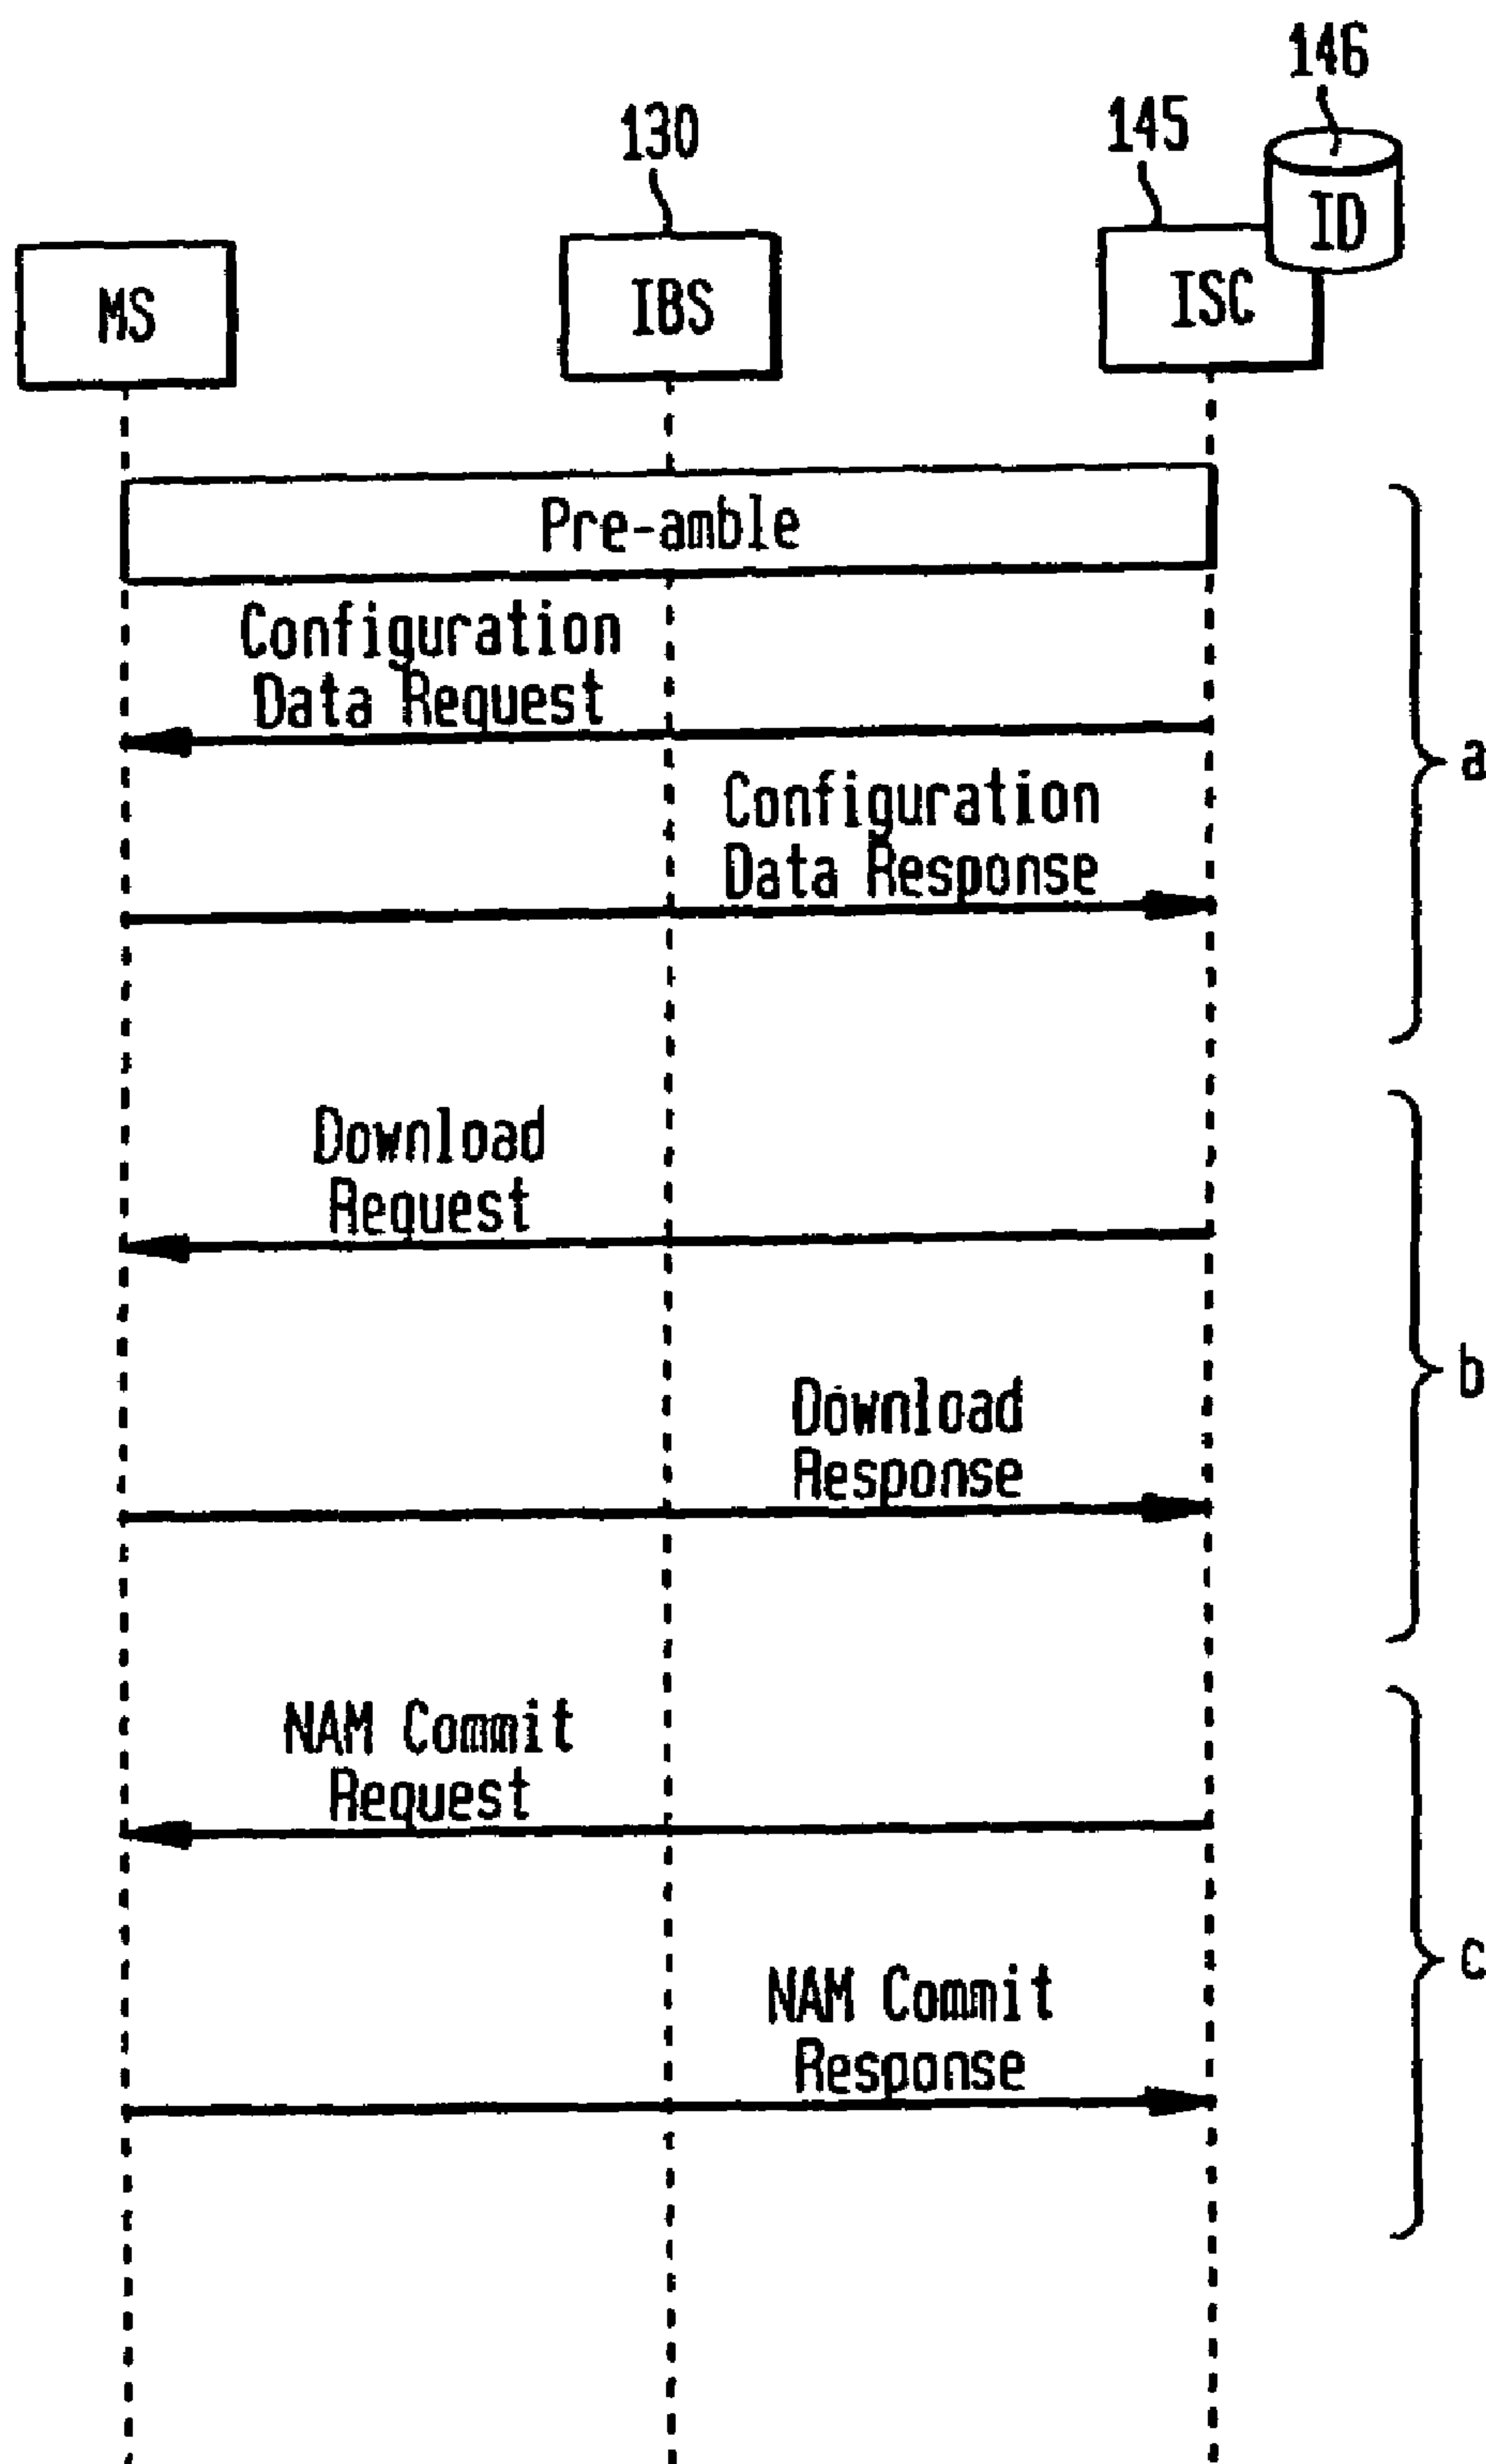 146
130
145
ID
MS
IBS
ISC
Pre-amble
Configuration
Data Request
Configuration
Data Response
a
Download
Request
Download
Response
b
NAM Commit
Request
NAM Commit
Response
c